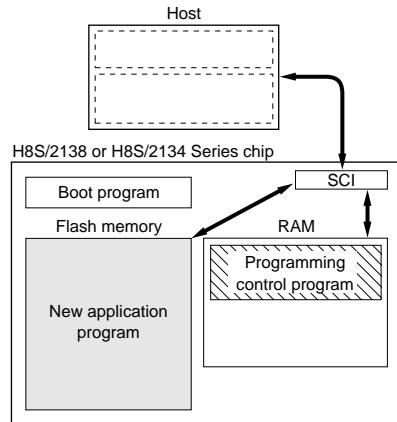 Host
H8S/2138 or H8S/2134 Series chip
SCI
Boot program
Flash memory
RAM
Programming
control program
New application
program